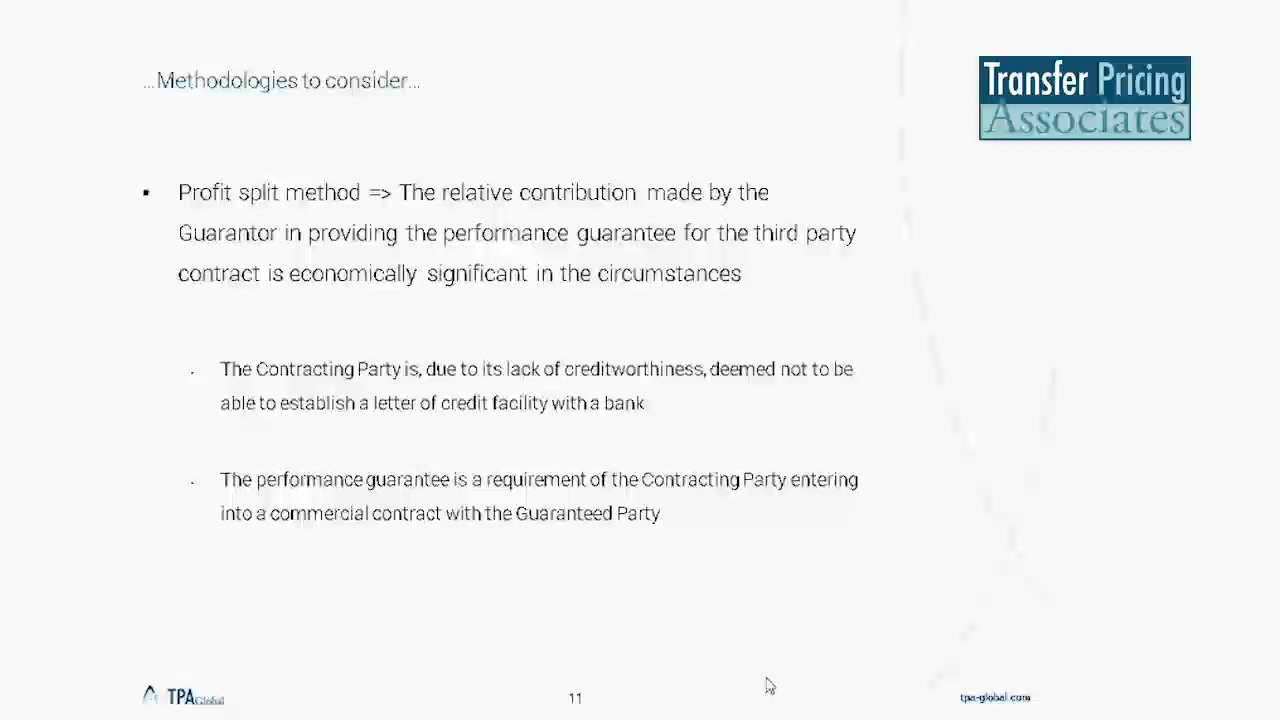 ...Methodologies to consider...
Transfer Pricing
Associates
▪ Profit split method => The relative contribution made by the
Guarantor in providing the performance guarantee for the third party
contract is economically significant in the circumstances
· The Contracting Party is, due to its lack of creditworthiness, deemed not to be
able to establish a letter of credit facility with a bank
· The performance guarantee is a requirement of the Contracting Party entering
into a commercial contract with the Guaranteed Party
TPA Global
11
tpa-global.com